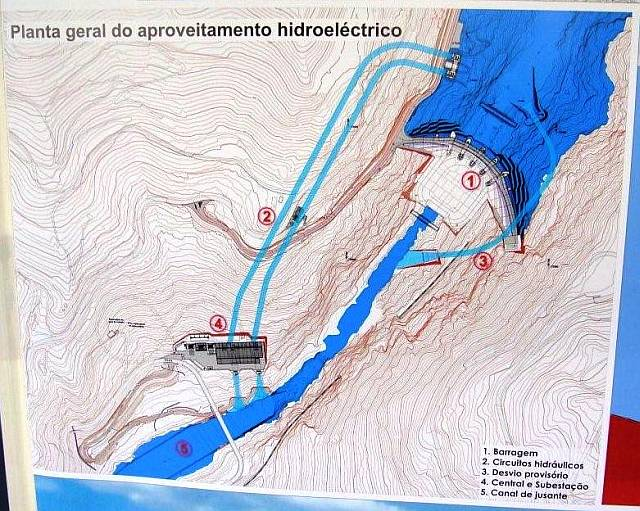 Planta geral do aproveitamento hidroeléctrico
1
2
3
4
5
1. Barragem
2. Circuitos hidráulicos
3. Desvio provisório
4. Central e Subestação
5. Canal de jusante